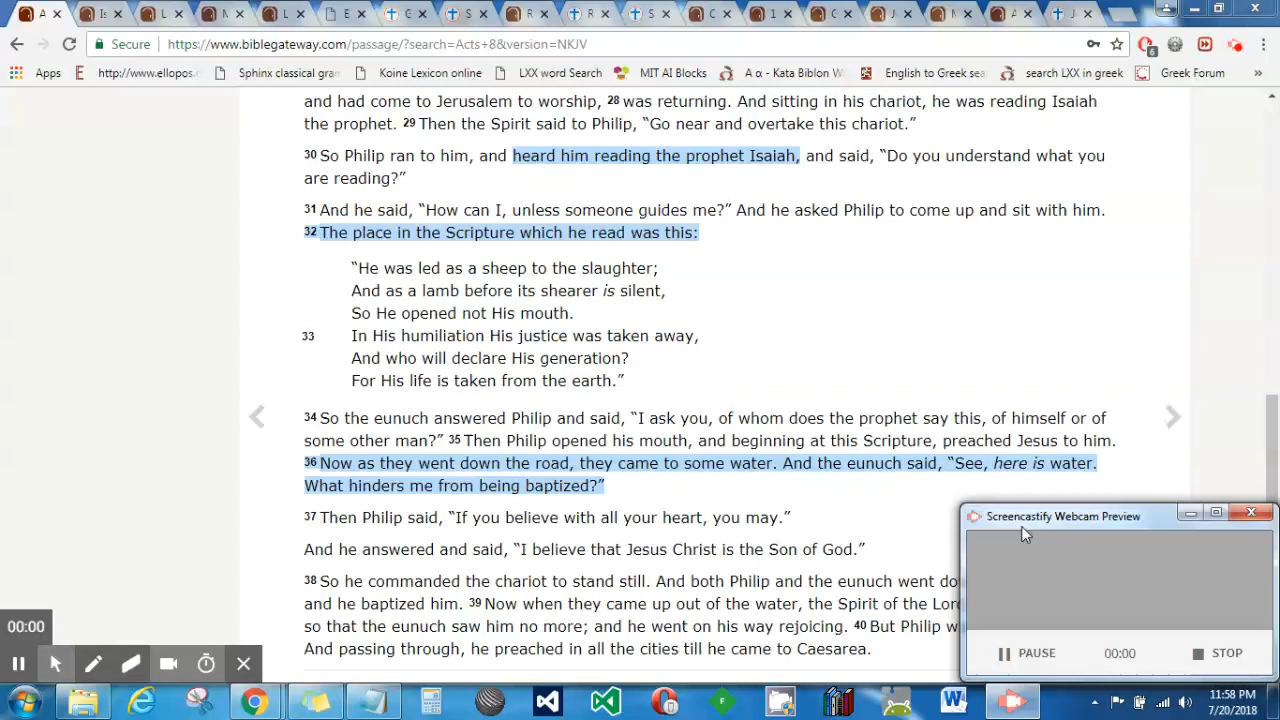 A
Is
L
M
L
E
G
S
R
R
S
C
1
C
J
M
A
J
Secure
https://www.biblegateway.com/passage/?search=Acts+8&version=NKJV
6
Apps
http://www.ellopos.
Sphinx classical gra
Koine Lexicon online
LXX word Search
MIT AI Blocks
A α - Kata Biblon W
English to Greek sea
search LXX in greek
Greek Forum
»
and had come to Jerusalem to worship, 28 was returning. And sitting in his chariot, he was reading Isaiah
the prophet. 29 Then the Spirit said to Philip, “Go near and overtake this chariot.”
30 So Philip ran to him, and heard him reading the prophet Isaiah, and said, “Do you understand what you
are reading?”
31 And he said, “How can I, unless someone guides me?” And he asked Philip to come up and sit with him.
32 The place in the Scripture which he read was this:
“He was led as a sheep to the slaughter;
And as a lamb before its shearer is silent,
So He opened not His mouth.
33 In His humiliation His justice was taken away,
And who will declare His generation?
For His life is taken from the earth.”
34 So the eunuch answered Philip and said, “I ask you, of whom does the prophet say this, of himself or of
some other man?” 35 Then Philip opened his mouth, and beginning at this Scripture, preached Jesus to him.
36 Now as they went down the road, they came to some water. And the eunuch said, “See, here is water.
What hinders me from being baptized?”
37 Then Philip said, “If you believe with all your heart, you may.”
And he answered and said, “I believe that Jesus Christ is the Son of God.”
38 So he commanded the chariot to stand still. And both Philip and the eunuch went do
and he baptized him. 39 Now when they came up out of the water, the Spirit of the Lor
so that the eunuch saw him no more; and he went on his way rejoicing. 40 But Philip w
And passing through, he preached in all the cities till he came to Caesarea.
Screencastify Webcam Preview
PAUSE 00:00 STOP
00:00
W
F
11:58 PM
7/20/2018